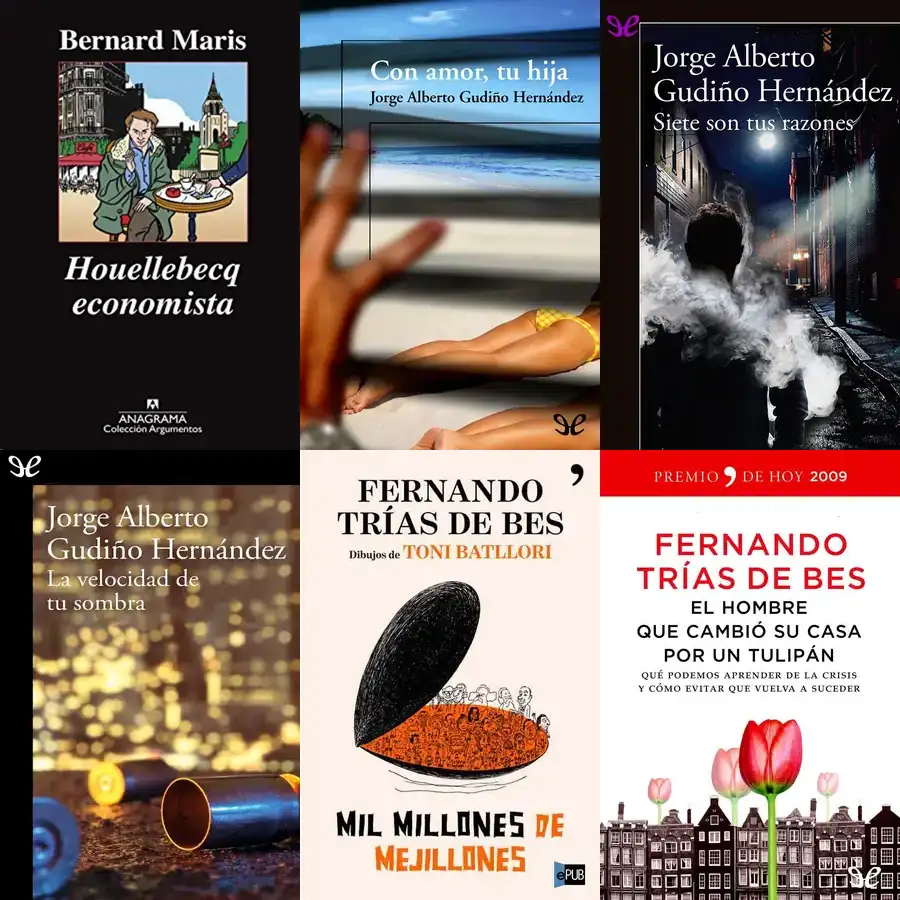 Bernard Maris
Houellebecq
economista
ANAGRAMA
Colección Argumentos
Con amor, tu hija
Jorge Alberto Gudiño Hernández
Jorge Alberto
Gudiño Hernández
Siete son tus razones
Jorge Alberto
Gudiño Hernández
La velocidad de
tu sombra
FERNANDO
TRÍAS DE BES
Dibujos de TONI BATLLORI
MIL MILLONES DE
MEJILLONES
ePUB
PREMIO DE HOY 2009
FERNANDO
TRÍAS DE BES
EL HOMBRE
QUE CAMBIÓ SU CASA
POR UN TULIPÁN
QUÉ PODEMOS APRENDER DE LA CRISIS
Y CÓMO EVITAR QUE VUELVA A SUCEDER